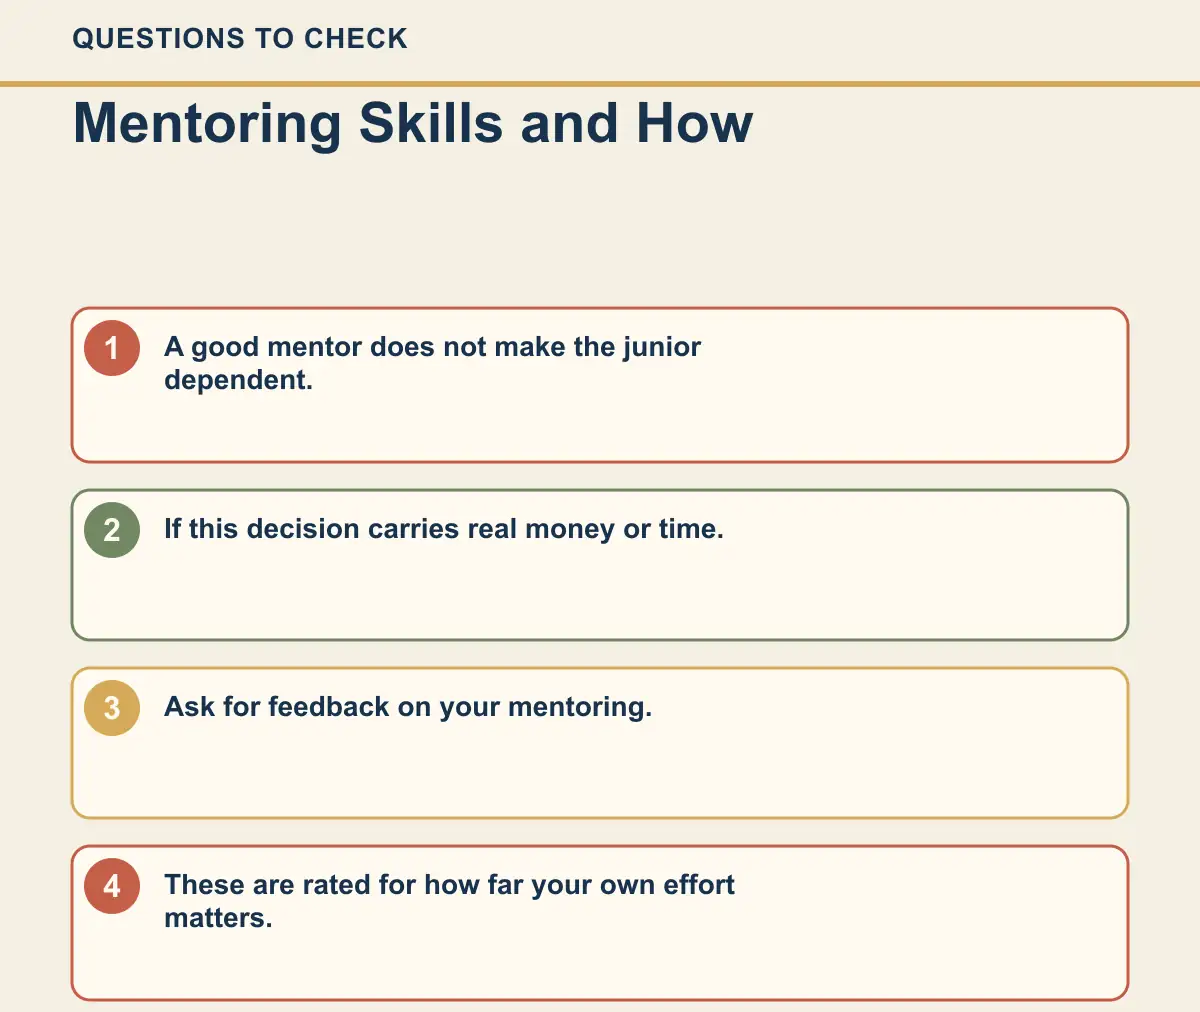 QUESTIONS TO CHECK
Mentoring Skills and How
1
A good mentor does not make the junior
dependent.
2
If this decision carries real money or time.
3
Ask for feedback on your mentoring.
4
These are rated for how far your own effort
matters.